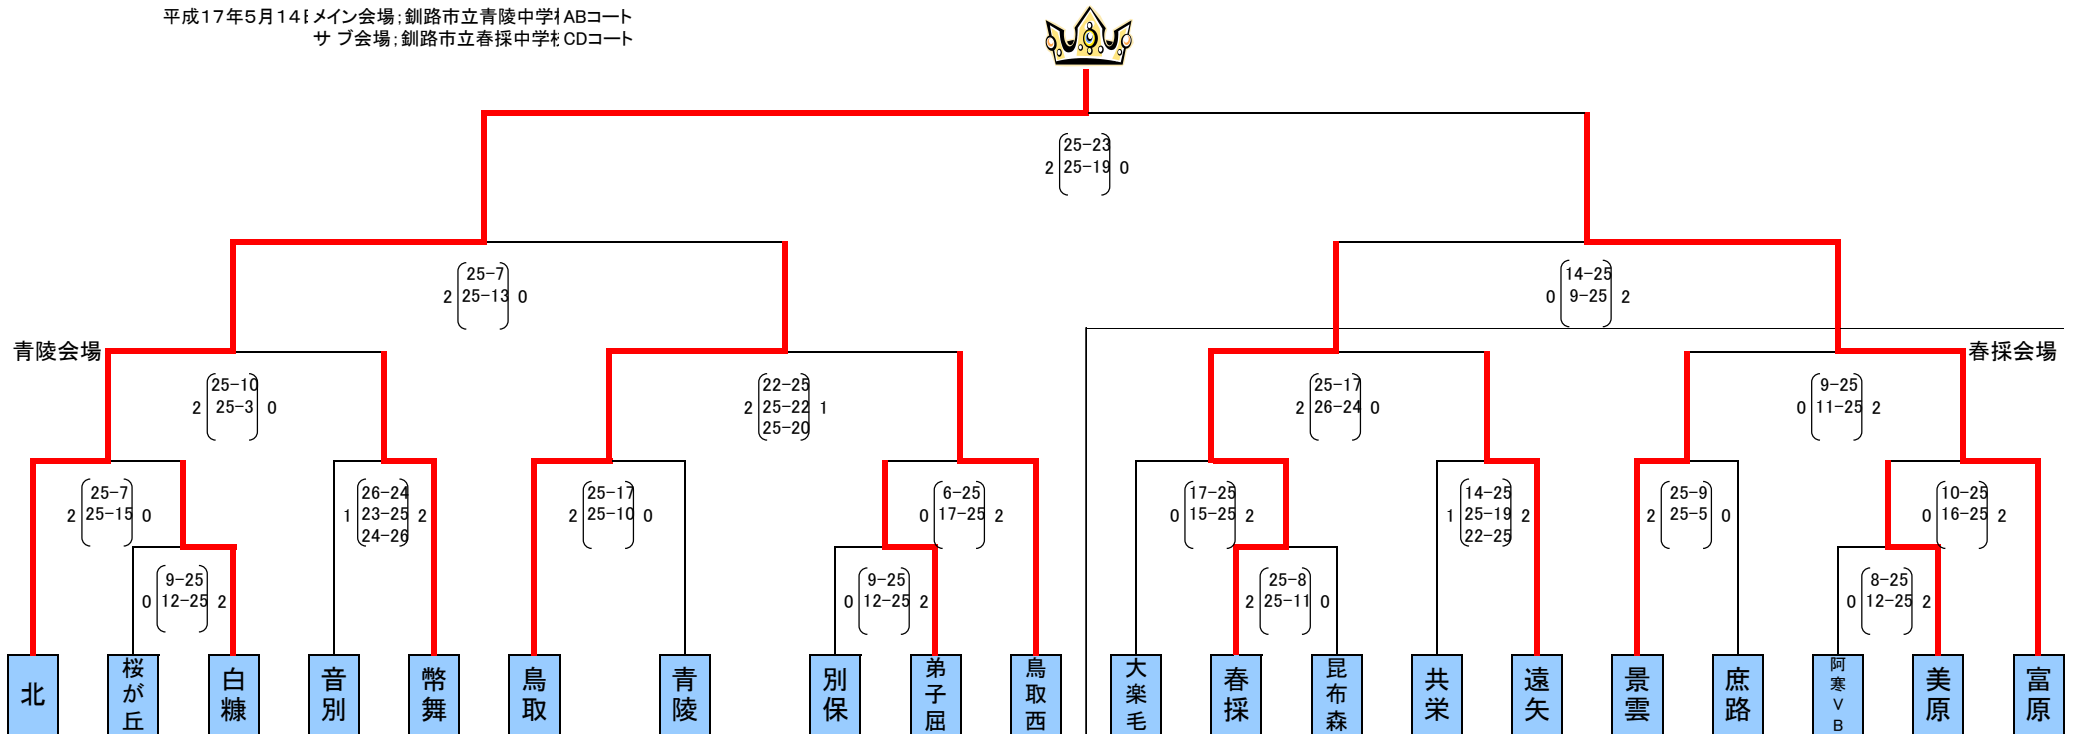 平成17年5月14日メイン会場；釧路市立青陵中学校ABコート
サブ会場；釧路市立春採中学校CDコート
2 25-23 25-19 0
2 25-7 25-13 0
0 14-25 9-25 2
青陵会場
春採会場
2 25-10 25-3 0
2 22-25 25-22 25-20 1
2 25-17 26-24 0
0 9-25 11-25 2
2 25-7 25-15 0
1 26-24 23-25 24-26 2
2 25-17 25-10 0
0 6-25 17-25 2
0 17-25 15-25 2
1 14-25 25-19 22-25 2
2 25-9 25-5 0
0 10-25 16-25 2
0 9-25 12-25 2
0 9-25 12-25 2
2 25-8 25-11 0
0 8-25 12-25 2
北
桜が丘
白糠
音別
幣舞
鳥取
青陵
別保
弟子屈
鳥取西
大楽毛
春採
昆布森
共栄
遠矢
景雲
庶路
阿寒VB
美原
富原